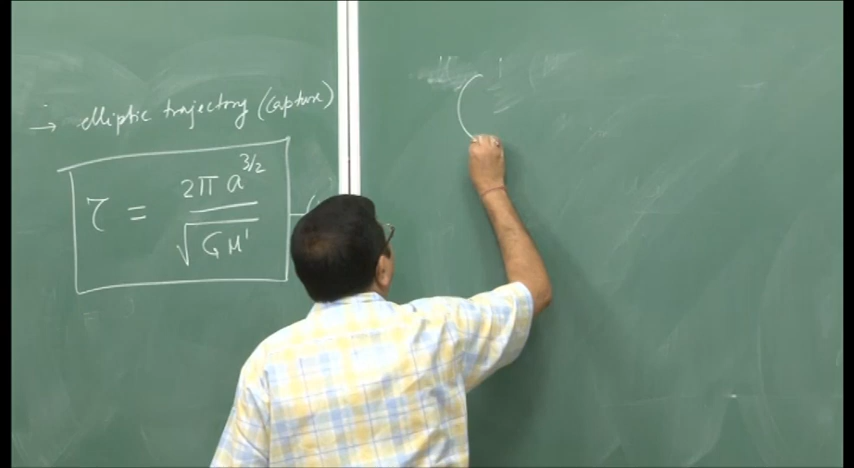 → elliptic trajectory (capture)
τ = 2π a^3/2 / √GM'